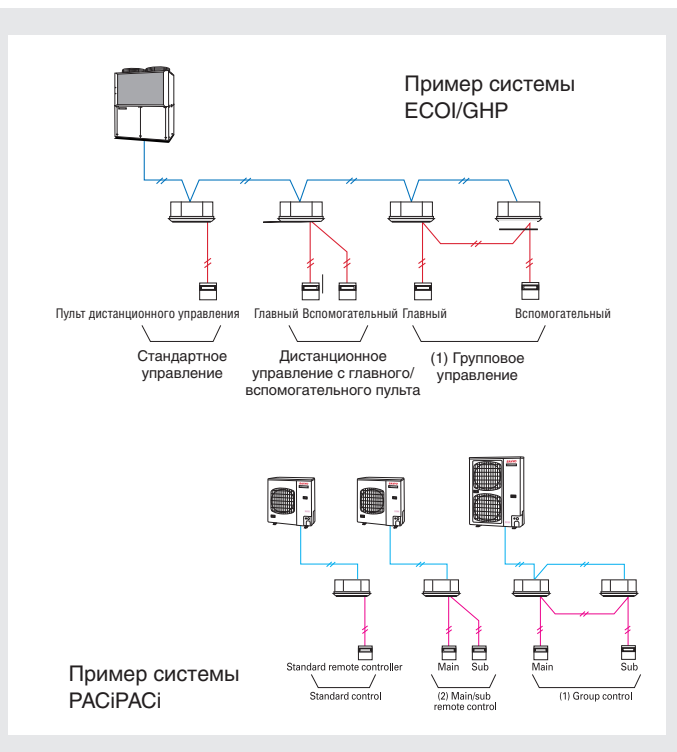 Пример системы
ECOI/GHP
Пульт дистанционного управления
Главный Вспомогательный Главный
Вспомогательный
Стандартное
управление
Дистанционное
управление с главного/
вспомогательного пульта
(1) Групповое
управление
Пример системы
PACiPACi
Standard remote controller
Main
Sub
Main
Sub
Standard control
(2) Main/sub
remote control
(1) Group control